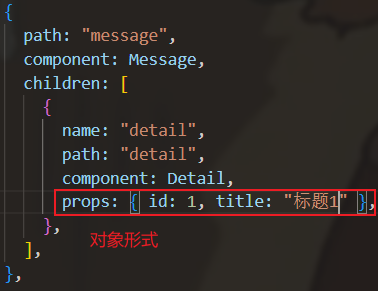 {
path: "message",
component: Message,
children: [
{
name: "detail",
path: "detail",
component: Detail,
props: { id: 1, title: "标题1" },
},
对象形式
],
},